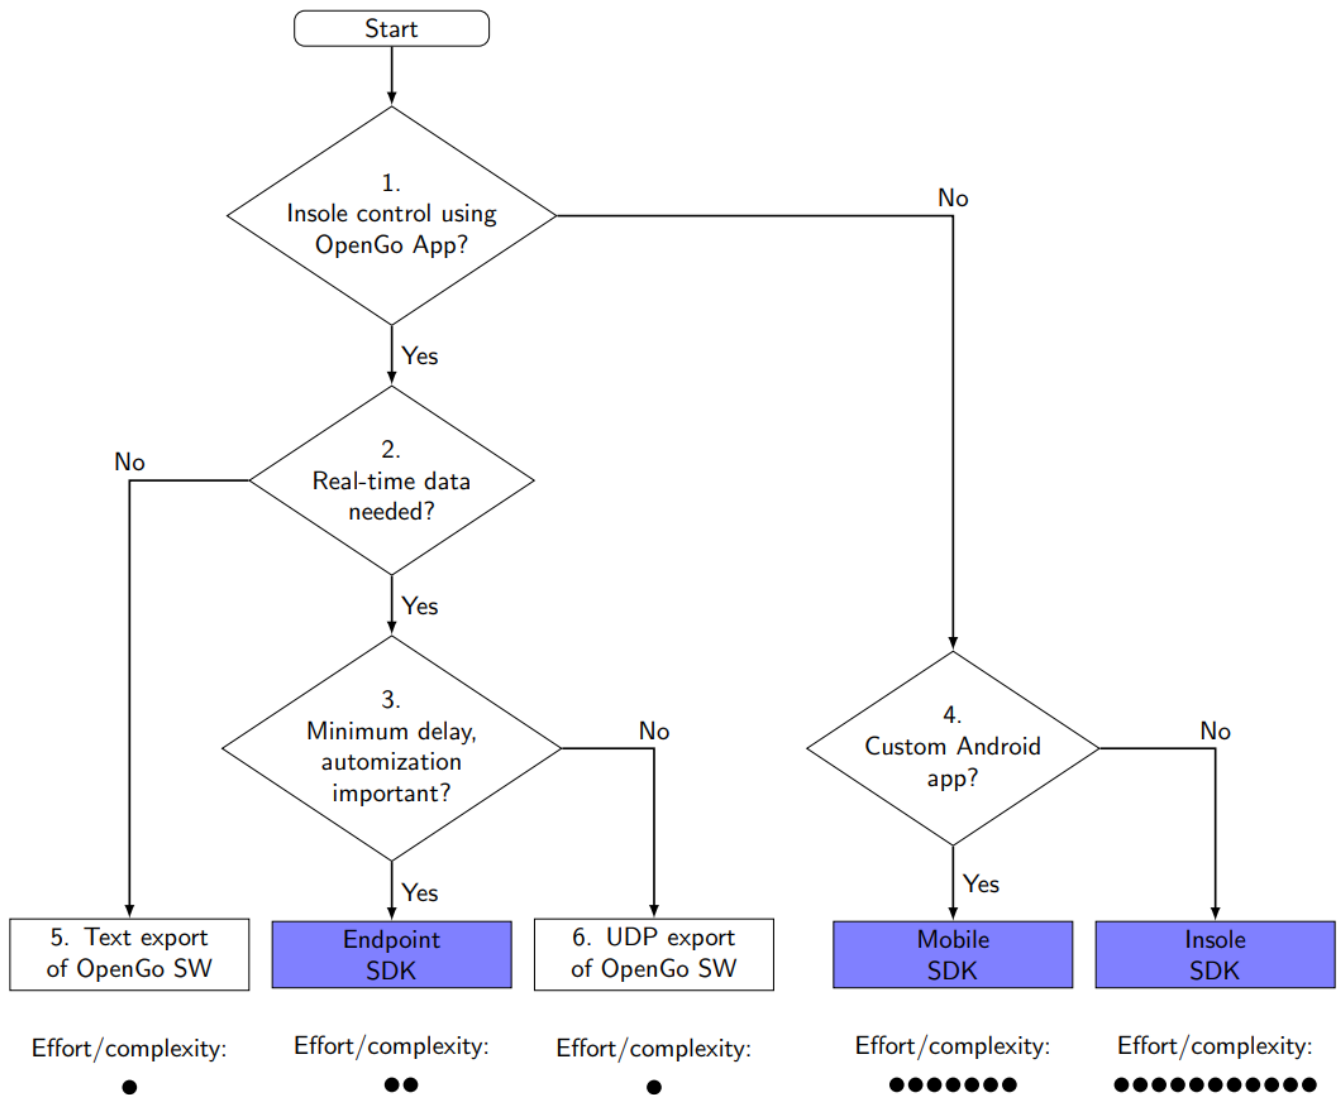 Start
1.
Insole control using
OpenGo App?
No
Yes
2.
Real-time data
needed?
No
Yes
3.
Minimum delay,
automization
important?
No
Yes
4.
Custom Android
app?
No
Yes
5. Text export
of OpenGo SW
Endpoint
SDK
6. UDP export
of OpenGo SW
Mobile
SDK
Insole
SDK
Effort/complexity:
Effort/complexity:
Effort/complexity:
Effort/complexity:
Effort/complexity: